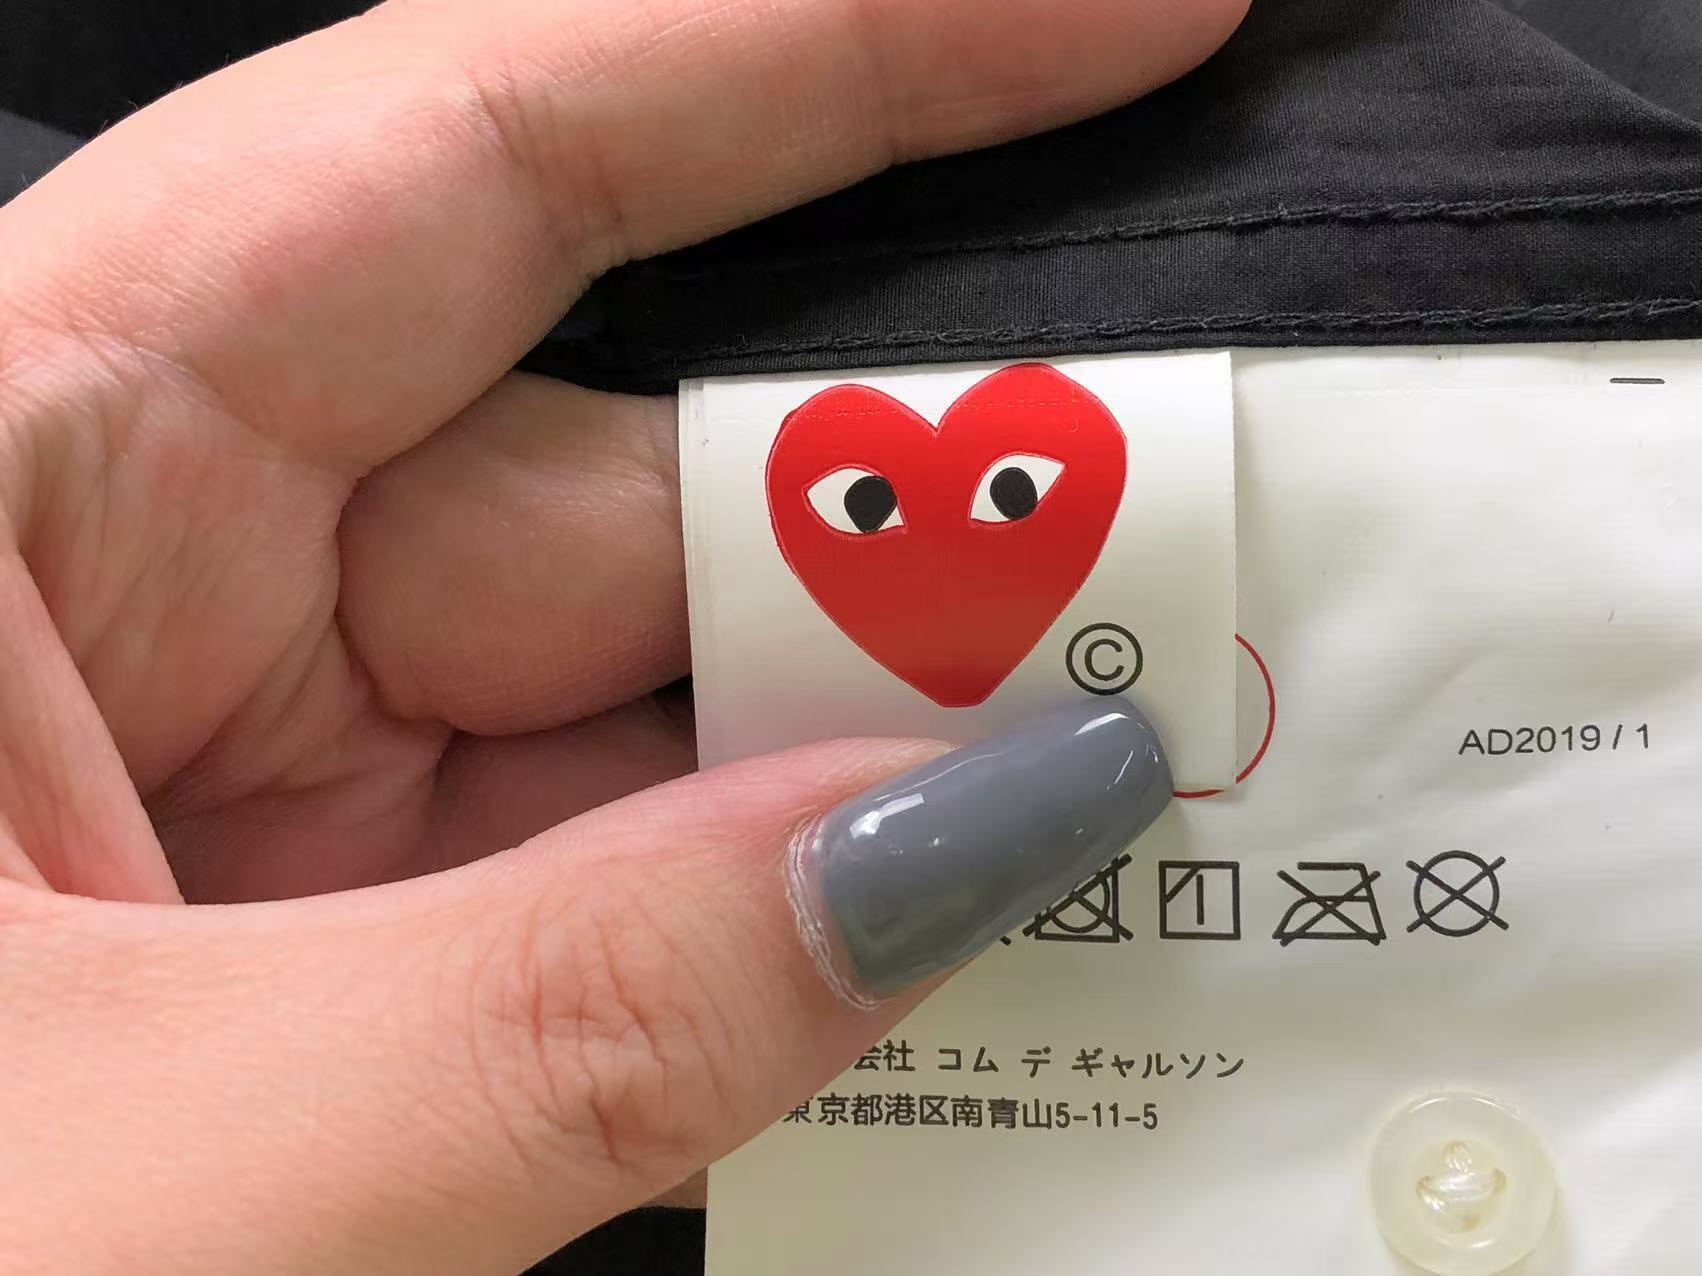 ©
AD2019 / 1
会社 コム デ ギャルソン
東京都港区南青山5-11-5